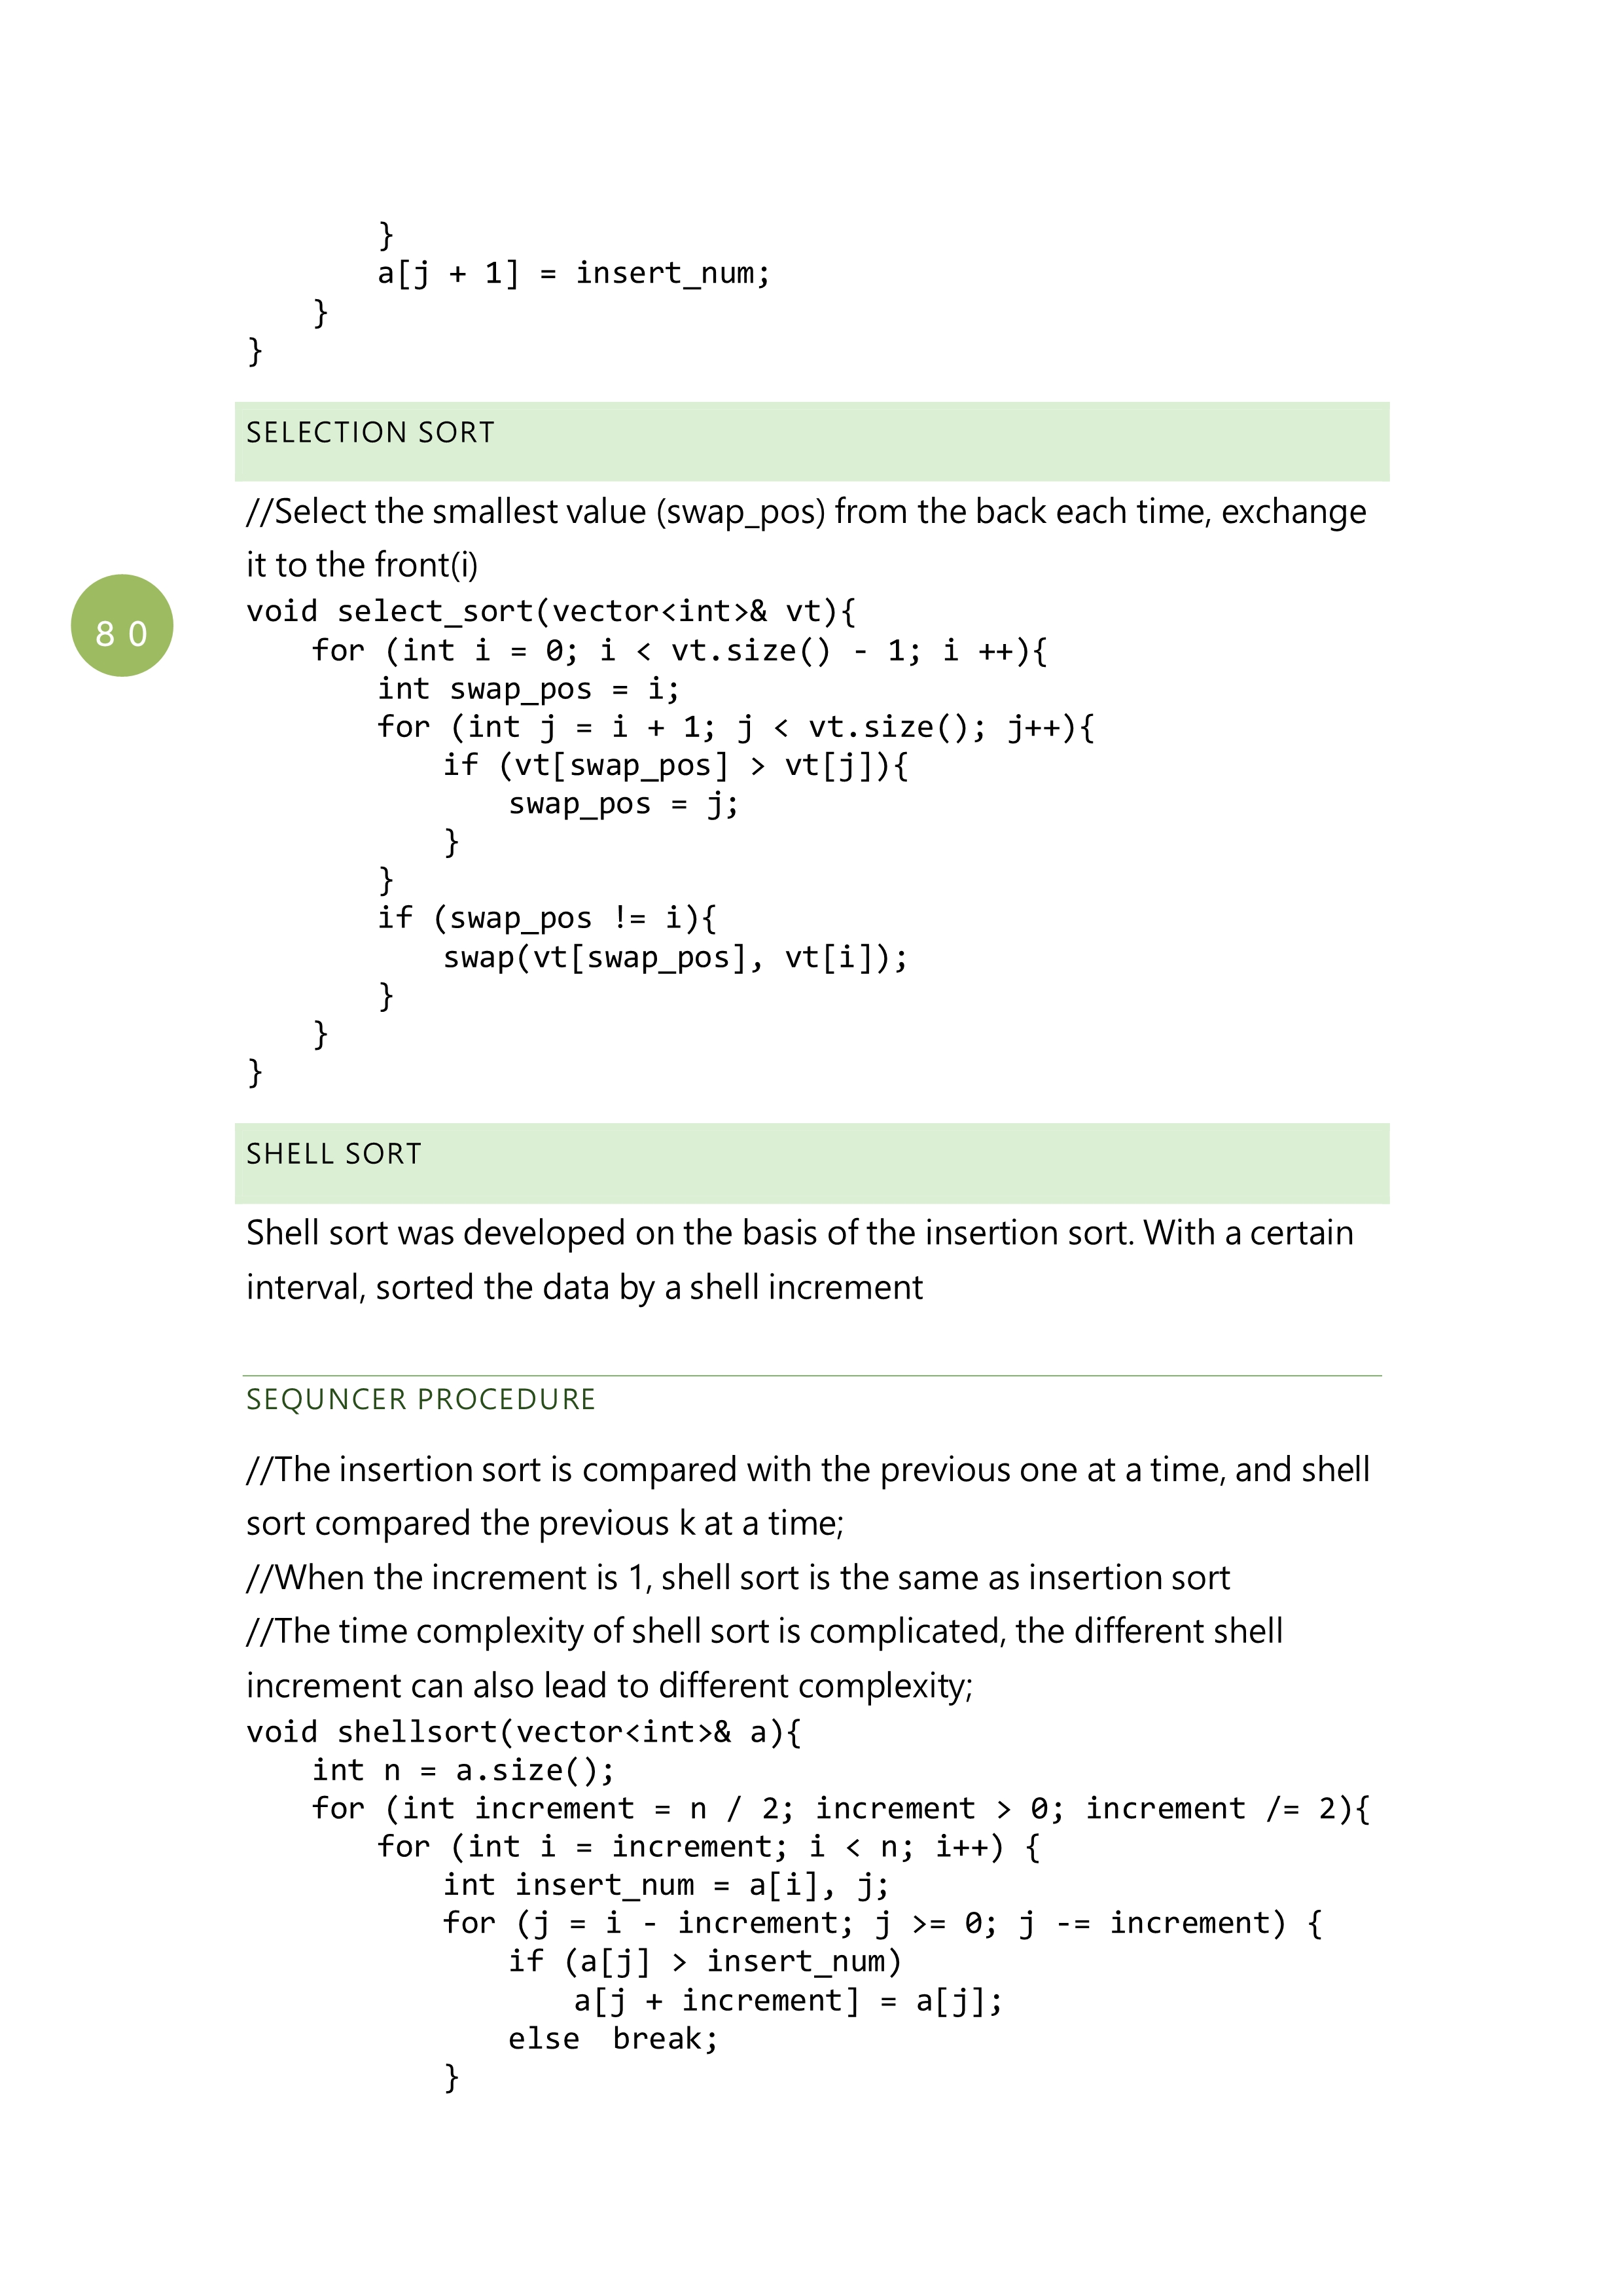 }
        a[j + 1] = insert_num;
    }
}
SELECTION SORT
//Select the smallest value (swap_pos) from the back each time, exchange
it to the front(i)
80
void select_sort(vector<int>& vt){
    for (int i = 0; i < vt.size() - 1; i ++){
        int swap_pos = i;
        for (int j = i + 1; j < vt.size(); j++){
            if (vt[swap_pos] > vt[j]){
                swap_pos = j;
            }
        }
        if (swap_pos != i){
            swap(vt[swap_pos], vt[i]);
        }
    }
}
SHELL SORT
Shell sort was developed on the basis of the insertion sort. With a certain
interval, sorted the data by a shell increment
SEQUNCER PROCEDURE
//The insertion sort is compared with the previous one at a time, and shell
sort compared the previous k at a time;
//When the increment is 1, shell sort is the same as insertion sort
//The time complexity of shell sort is complicated, the different shell
increment can also lead to different complexity;
void shellsort(vector<int>& a){
    int n = a.size();
    for (int increment = n / 2; increment > 0; increment /= 2){
        for (int i = increment; i < n; i++) {
            int insert_num = a[i], j;
            for (j = i - increment; j >= 0; j -= increment) {
                if (a[j] > insert_num)
                    a[j + increment] = a[j];
                else  break;
            }